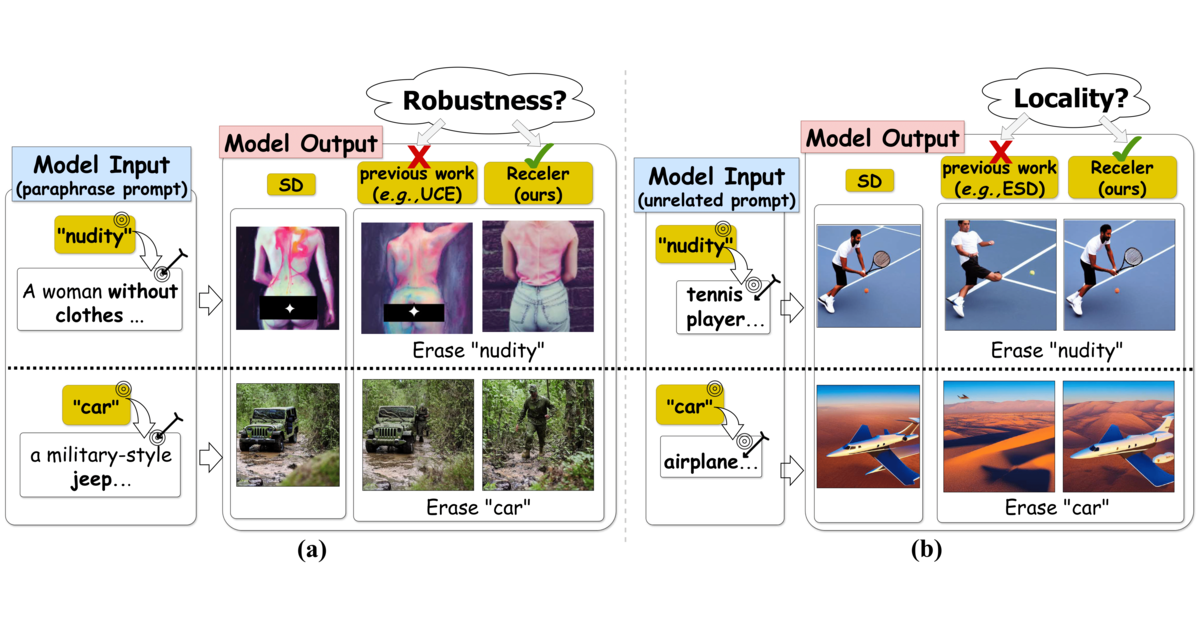 Robustness?
Model Output
Model Input
(paraphrase prompt)
SD
previous work
(e.g.,UCE)
Receler
(ours)
"nudity"
A woman without
clothes ...
Erase "nudity"
"car"
a military-style
jeep...
Erase "car"
(a)
Locality?
Model Output
Model Input
(unrelated prompt)
SD
previous work
(e.g.,ESD)
Receler
(ours)
"nudity"
tennis
player...
Erase "nudity"
"car"
airplane...
Erase "car"
(b)